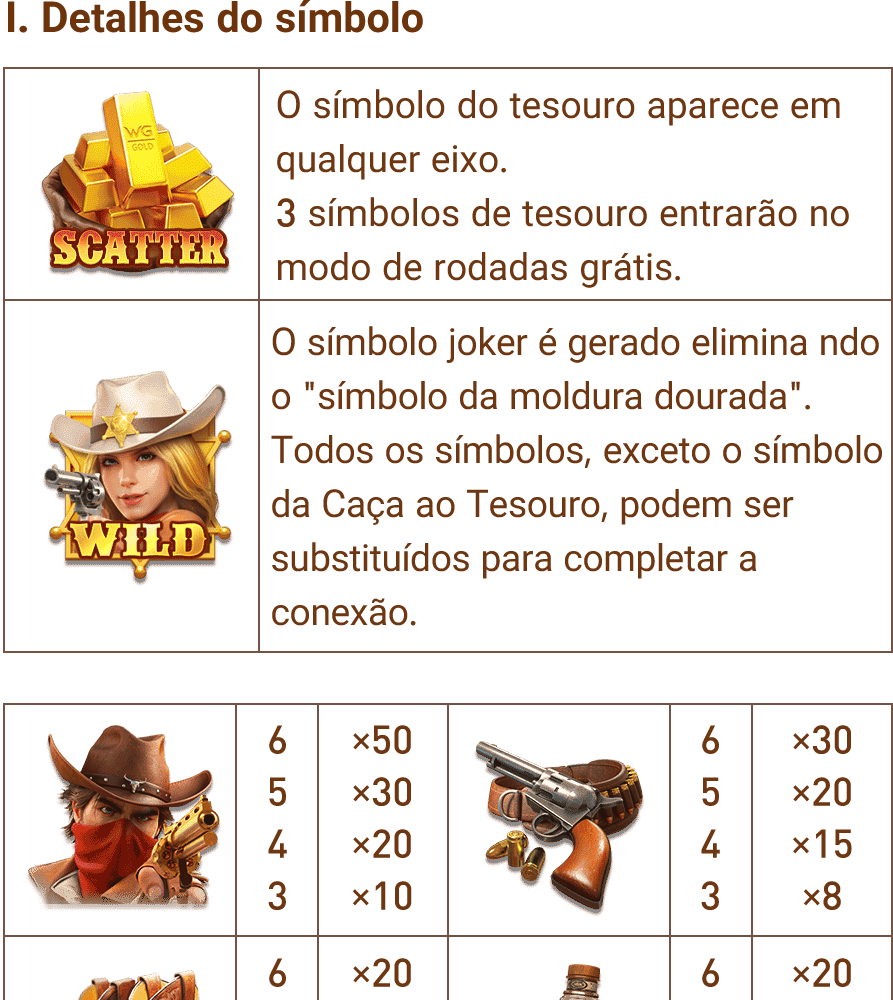 I. Detalhes do símbolo
WG
GOLD
SCATTER
O símbolo do tesouro aparece em
qualquer eixo.
3 símbolos de tesouro entrarão no
modo de rodadas grátis.
WILD
O símbolo joker é gerado elimina ndo
o "símbolo da moldura dourada".
Todos os símbolos, exceto o símbolo
da Caça ao Tesouro, podem ser
substituídos para completar a
conexão.
6 ×50 6 ×30
5 ×30 5 ×20
4 ×20 4 ×15
3 ×10 3 ×8
6 ×20 6 ×20